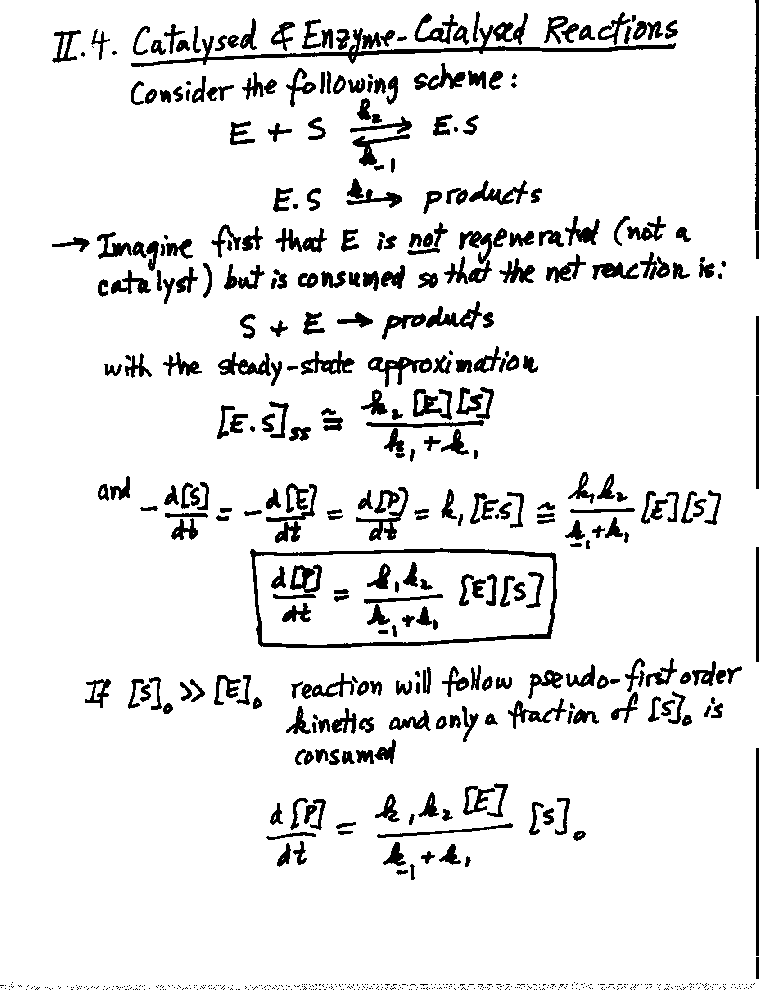 II.4. Catalysed & Enzyme-Catalysed Reactions
Consider the following scheme:
E + S ⇌ E.S (k₂ above, k₋₁ below)
E.S —k₁→ products
→ Imagine first that E is not regenerated (not a
catalyst) but is consumed so that the net reaction is:
S + E → products
with the steady-state approximation
[E.S]ss ≅ k₂ [E][S] / (k₋₁ + k₁)
and -d[S]/dt = -d[E]/dt = d[P]/dt = k₁ [E.S] ≅ k₁k₂/(k₋₁+k₁) [E][S]
d[P]/dt = k₁k₂/(k₋₁+k₁) [E][S]
If [S]₀ >> [E]₀ reaction will follow pseudo-first order
kinetics and only a fraction of [S]₀ is
consumed
d[P]/dt = k₁k₂[E]/(k₋₁+k₁) [S]₀